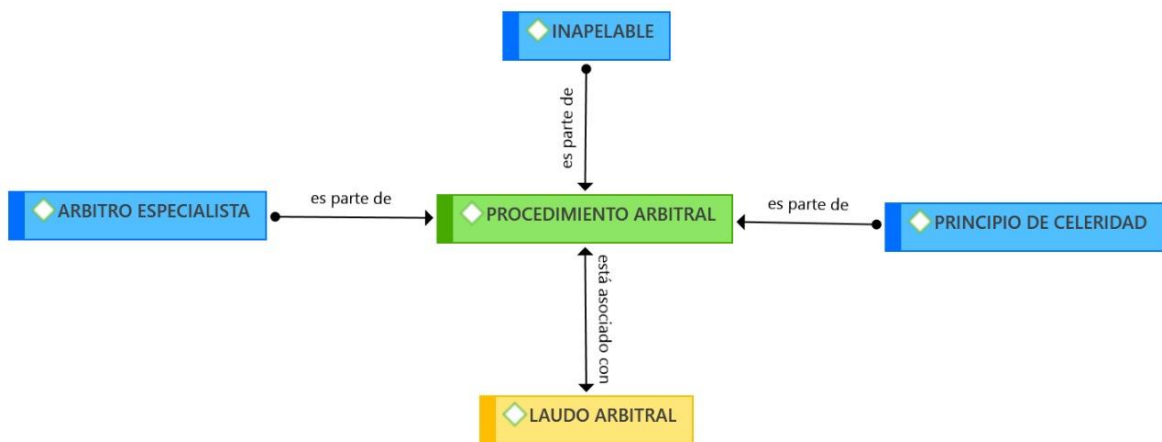 INAPELABLE
es parte de
ARBITRO ESPECIALISTA
es parte de
PROCEDIMIENTO ARBITRAL
es parte de
PRINCIPIO DE CELERIDAD
está asociado con
LAUDO ARBITRAL